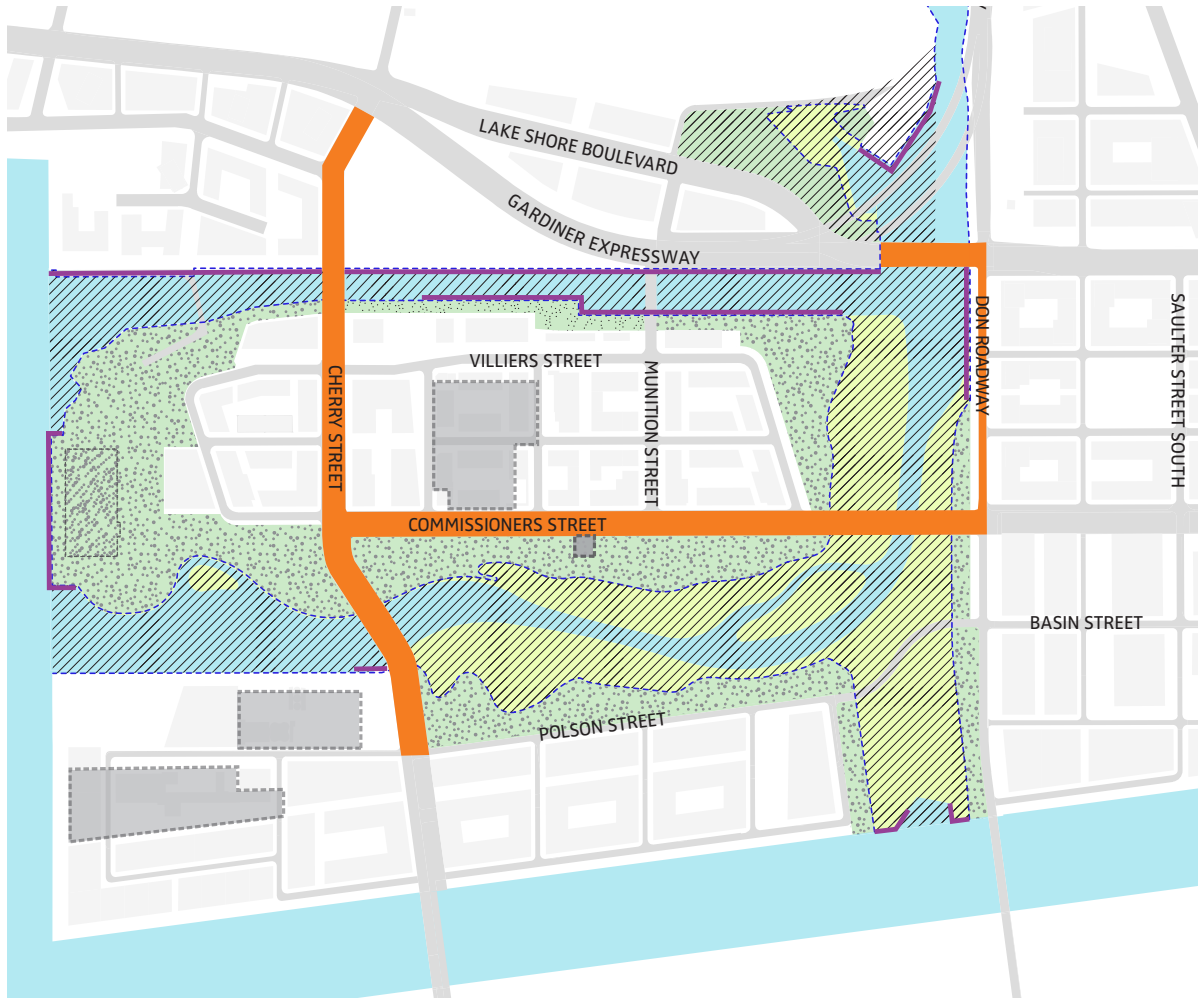 LAKE SHORE BOULEVARD
GARDINER EXPRESSWAY
DON ROADWAY
SAULTER STREET SOUTH
VILLIERS STREET
CHERRY STREET
MUNITION STREET
COMMISSIONERS STREET
BASIN STREET
POLSON STREET